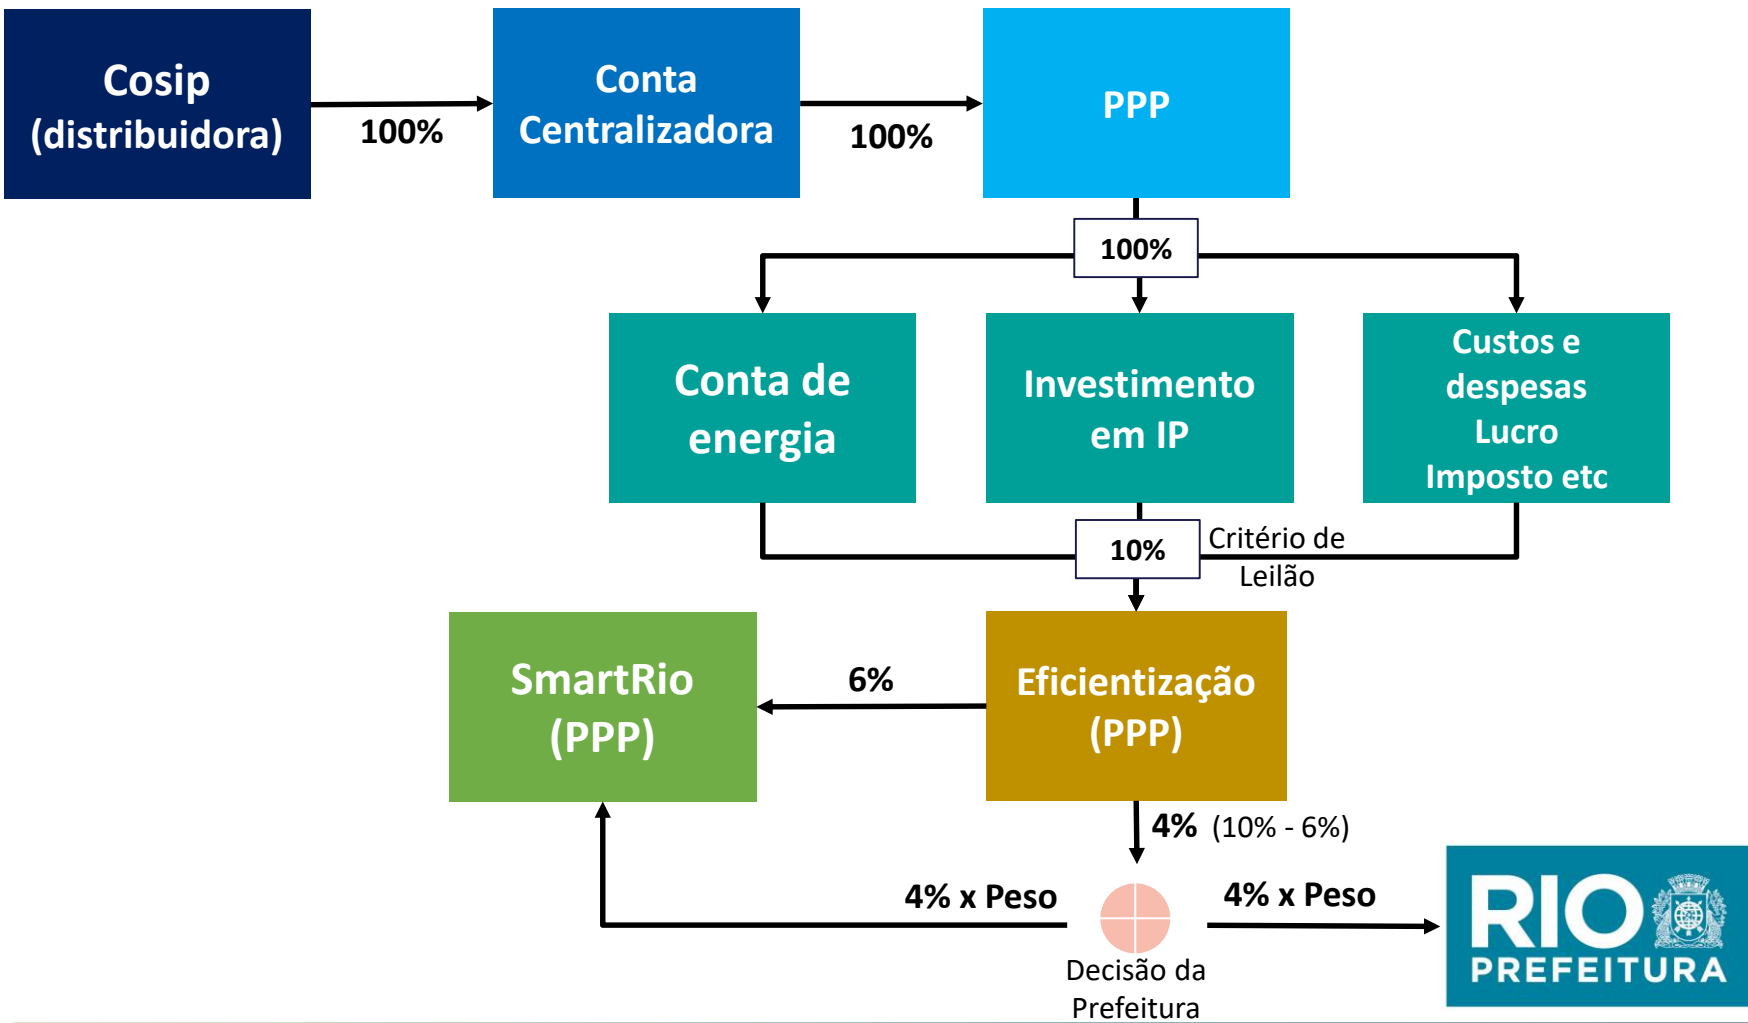 Cosip
(distribuidora)
100%
Conta
Centralizadora
100%
PPP
100%
Conta de
energia
Investimento
em IP
Custos e
despesas
Lucro
Imposto etc
10%
Critério de
Leilão
SmartRio
(PPP)
6%
Eficientização
(PPP)
4% (10% - 6%)
4% x Peso
4% x Peso
Decisão da
Prefeitura
RIO
PREFEITURA